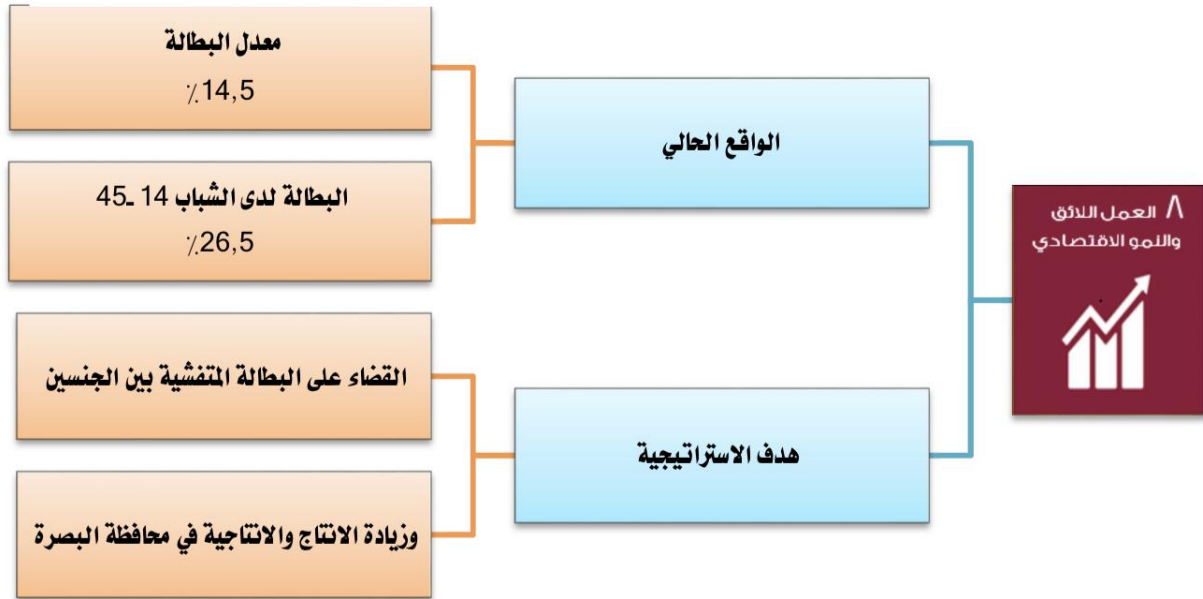 ٨ العمل اللائق
والنمو الاقتصادي
الواقع الحالي
معدل البطالة
14,5٪
البطالة لدى الشباب 14 ـ45
26,5٪
هدف الاستراتيجية
القضاء على البطالة المتفشية بين الجنسين
وزيادة الانتاج والانتاجية في محافظة البصرة